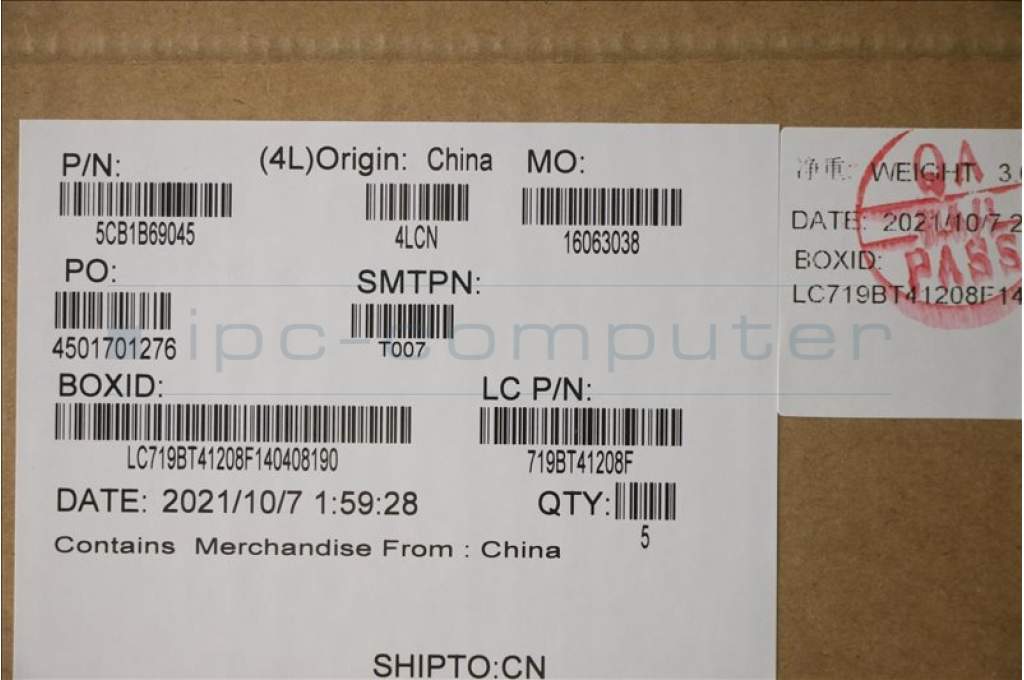 P/N: (4L)Origin: China MO:
5CB1B69045 4LCN 16063038
PO: SMTPN:
4501701276 T007
BOXID: LC P/N:
LC719BT41208F140408190 719BT41208F
DATE: 2021/10/7 1:59:28 QTY:
5
Contains Merchandise From : China
SHIPTO:CN
净重: WEIGHT 3.
DATE: 2021/10/7 2
BOXID:
LC719BT41208F14
QA
PASS
ipc-computer